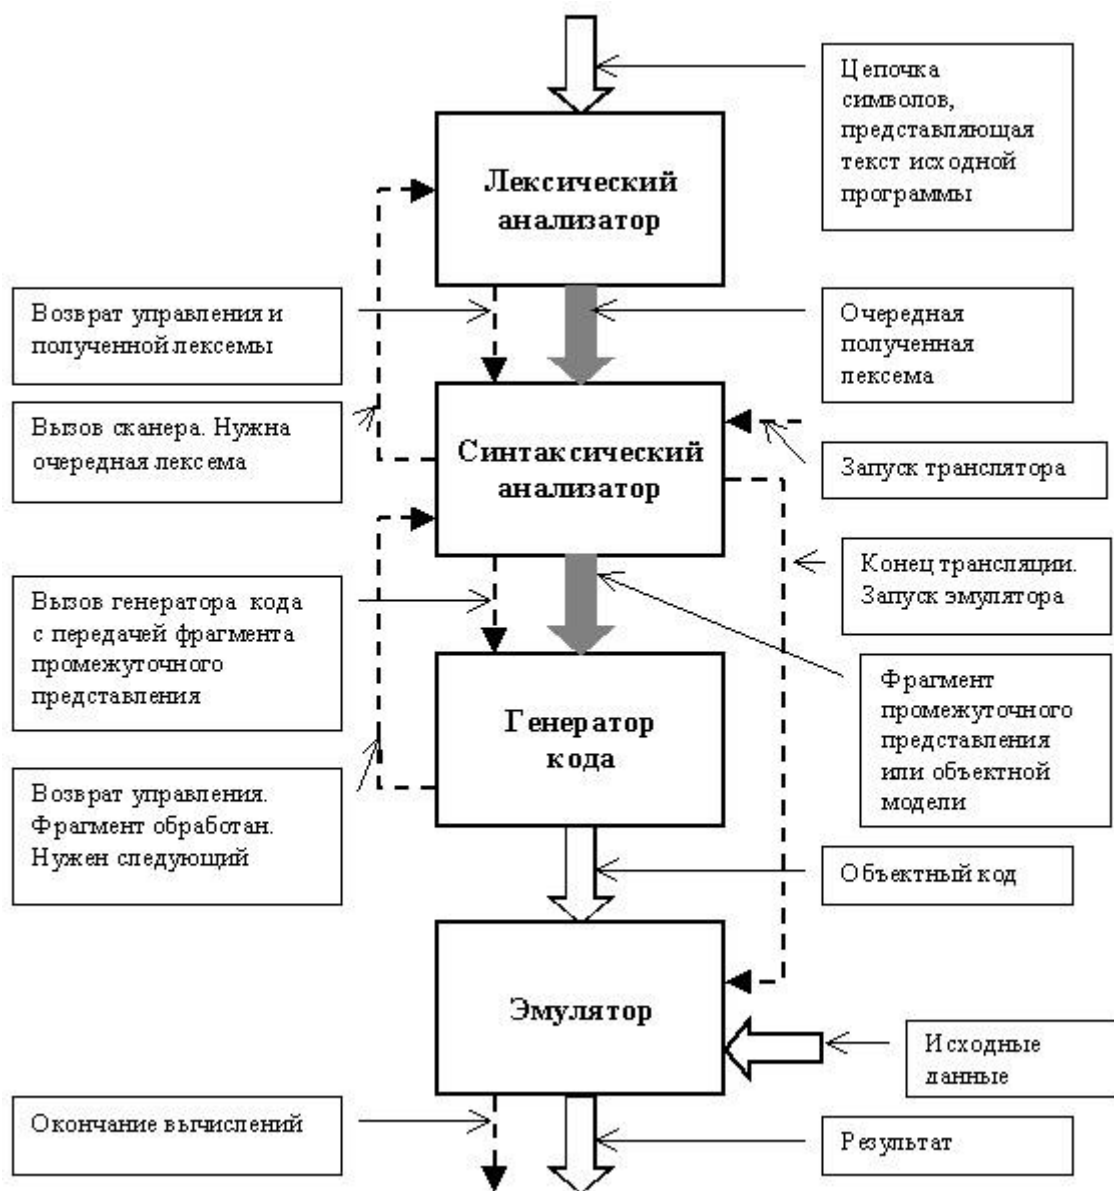 Цепочка
символов,
представляющая
текст исходной
программы
Лексический
анализатор
Возврат управления и
полученной лексемы
Очередная
полученная
лексема
Вызов сканера. Нужна
очередная лексема
Синтаксический
анализатор
Запуск транслятора
Конец трансляции.
Запуск эмулятора
Вызов генератора кода
с передачей фрагмента
промежуточного
представления
Фрагмент
промежуточного
представления
или объектной
модели
Генератор
кода
Возврат управления.
Фрагмент обработан.
Нужен следующий
Объектный код
Эмулятор
Исходные
данные
Окончание вычислений
Результат